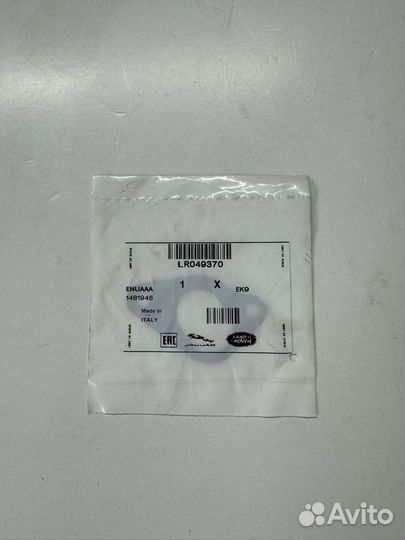 LR049370
ENUAAA 1 X EK9
1481946
Made In
ITALY
EAC JAGUAR LAND ROVER
Avito